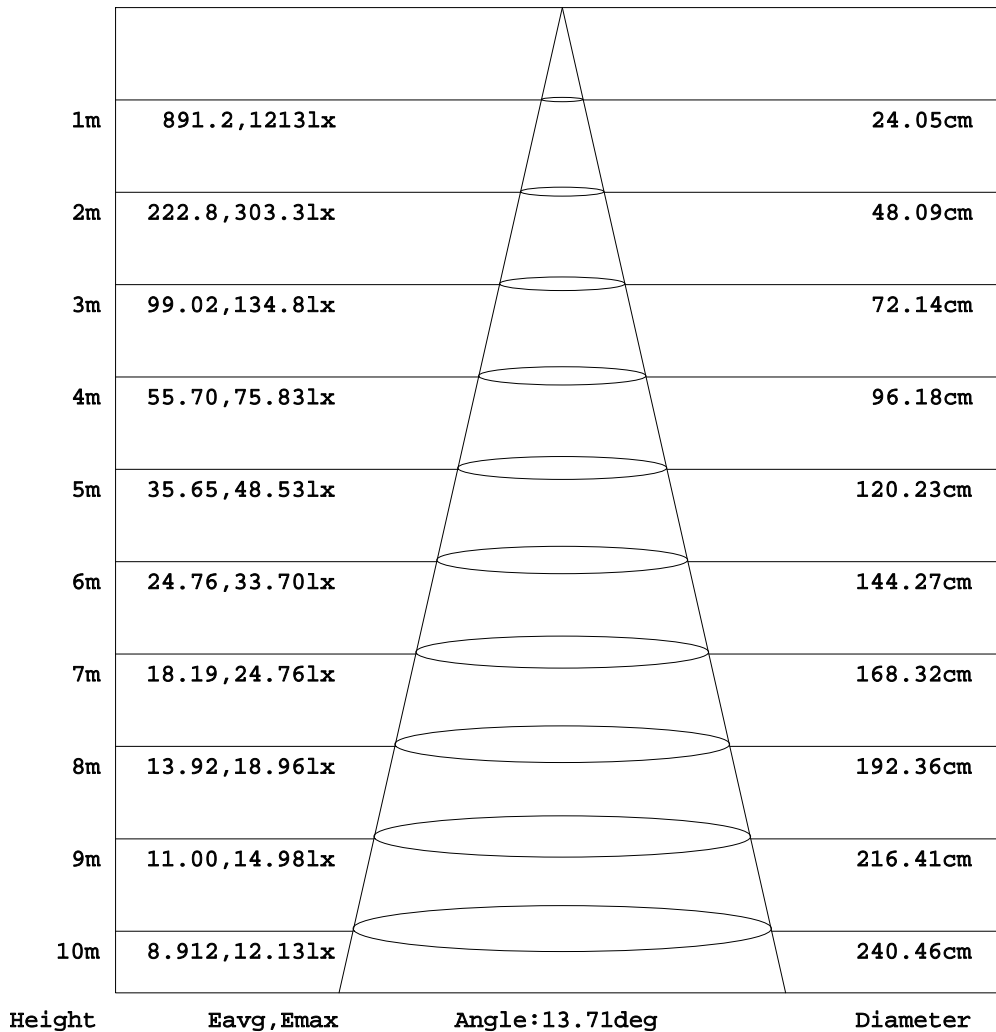 1m 891.2,1213lx 24.05cm
2m 222.8,303.3lx 48.09cm
3m 99.02,134.8lx 72.14cm
4m 55.70,75.83lx 96.18cm
5m 35.65,48.53lx 120.23cm
6m 24.76,33.70lx 144.27cm
7m 18.19,24.76lx 168.32cm
8m 13.92,18.96lx 192.36cm
9m 11.00,14.98lx 216.41cm
10m 8.912,12.13lx 240.46cm
Height Eavg,Emax Angle:13.71deg Diameter